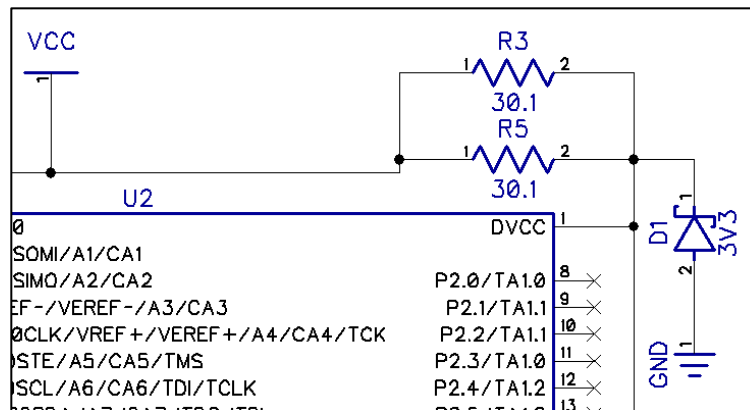 VCC
1
R3
1 2
30.1
R5
1 2
30.1
U2
DVCC 1
SOMI/A1/CA1
SIMO/A2/CA2
P2.0/TA1.0 8
EF-/VEREF-/A3/CA3
P2.1/TA1.1 9
0CLK/VREF+/VEREF+/A4/CA4/TCK
P2.2/TA1.1 10
STE/A5/CA5/TMS
P2.3/TA1.0 11
SCL/A6/CA6/TDI/TCLK
P2.4/TA1.2 12
13
1
D1
3V3
2
1
GND